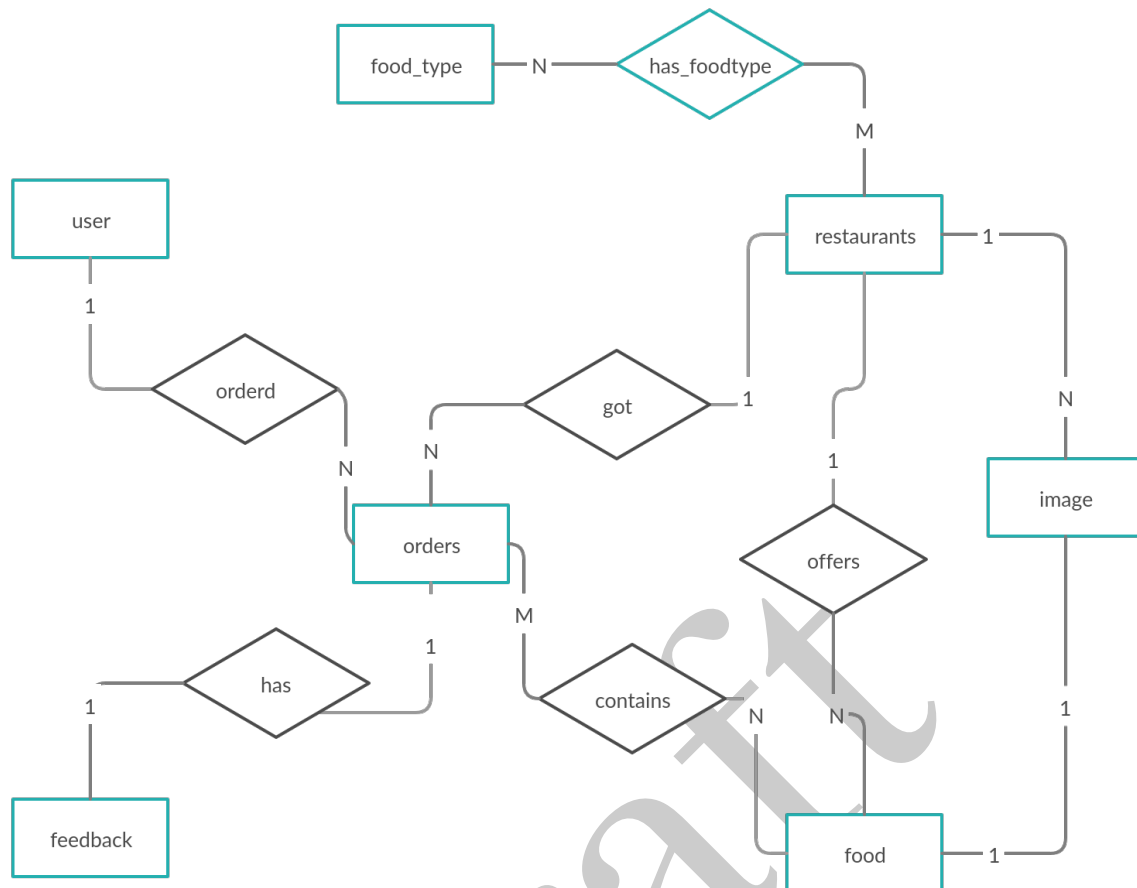 food_type
N
has_foodtype
M
user
restaurants
1
1
orderd
got
1
N
N
N
1
orders
image
offers
M
1
has
contains
1
N
N
1
feedback
food
1